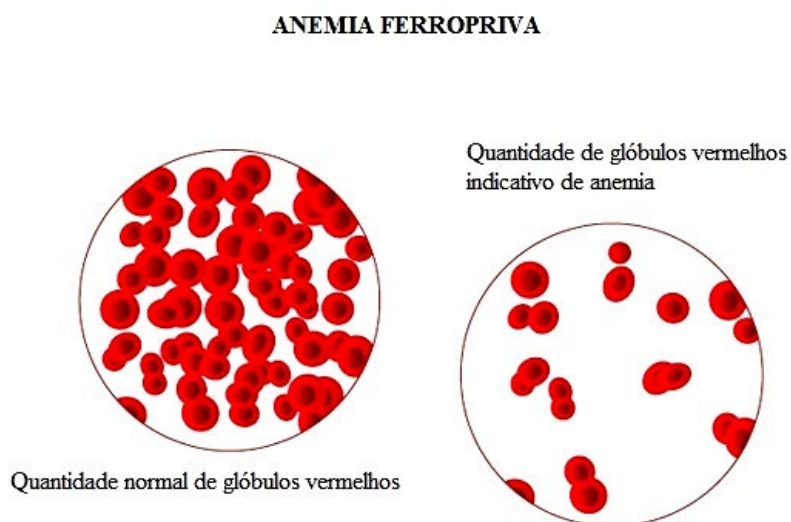 ANEMIA FERROPRIVA
Quantidade de glóbulos vermelhos
indicativo de anemia
Quantidade normal de glóbulos vermelhos